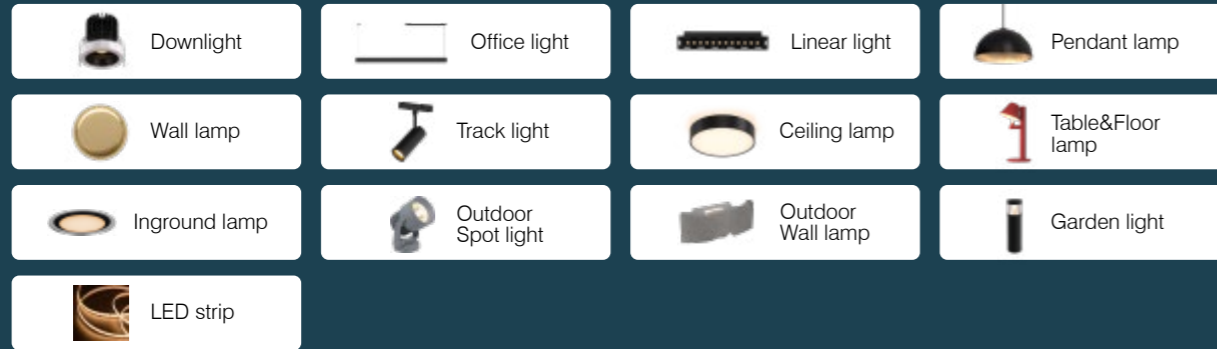 Downlight
Office light
Linear light
Pendant lamp
Wall lamp
Track light
Ceiling lamp
Table&Floor
lamp
Inground lamp
Outdoor
Spot light
Outdoor
Wall lamp
Garden light
LED strip